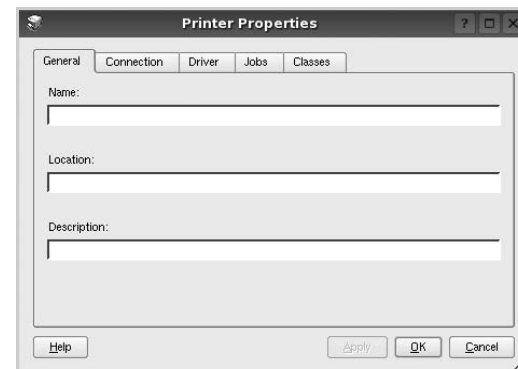 Printer Properties
General Connection Driver Jobs Classes
Name:
Location:
Description:
Help Apply OK Cancel